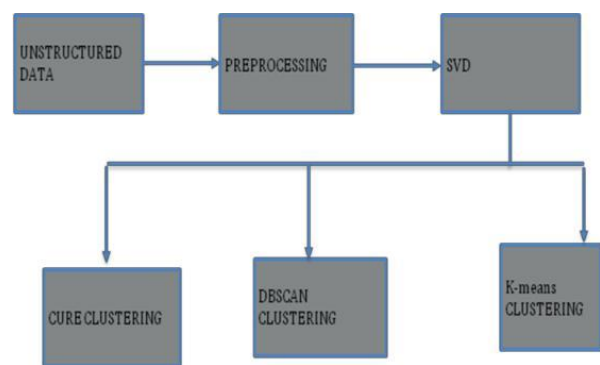 UNSTRUCTURED
DATA
PREPROCESSING
SVD
CURE CLUSTERING
DBSCAN
CLUSTERING
K-means
CLUSTERING